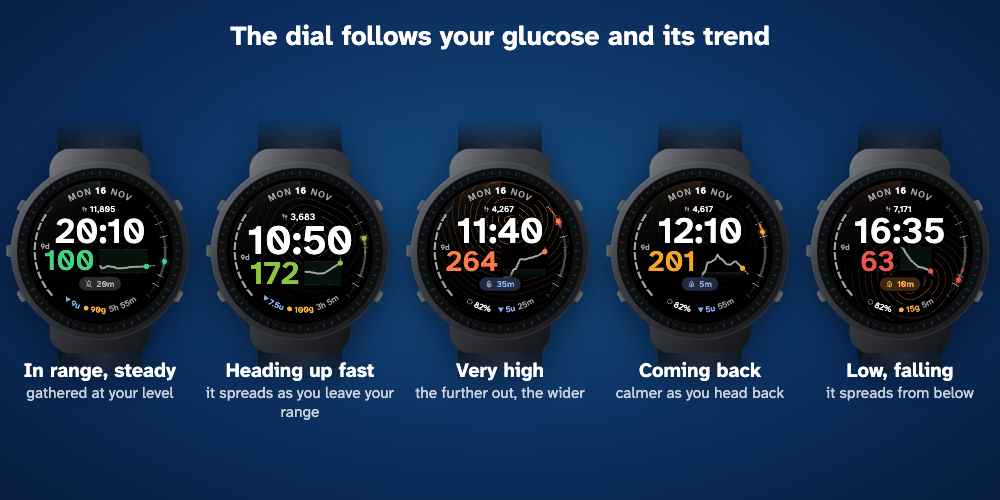 The dial follows your glucose and its trend
MON 16 NOV
11,895
20:10
9d
100
20m
9u 90g 5h 55m
In range, steady
gathered at your level
MON 16 NOV
3,683
10:50
9d
172
7.5u 100g 3h 5m
Heading up fast
it spreads as you leave your
range
MON 16 NOV
4,267
11:40
9d
264
35m
82% 5u 25m
Very high
the further out, the wider
MON 16 NOV
4,617
12:10
9d
201
5m
82% 5u 55m
Coming back
calmer as you head back
MON 16 NOV
7,171
16:35
9d
63
10m
82% 15g 5m
Low, falling
it spreads from below